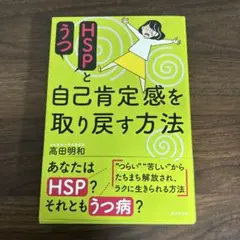 HSPと
うつ
自己肯定感を
取り戻す方法
高田明和
あなたは
HSP?
それともうつ病?
"つらい""苦しい"から
たちまち解放され、
ラクに生きられる方法